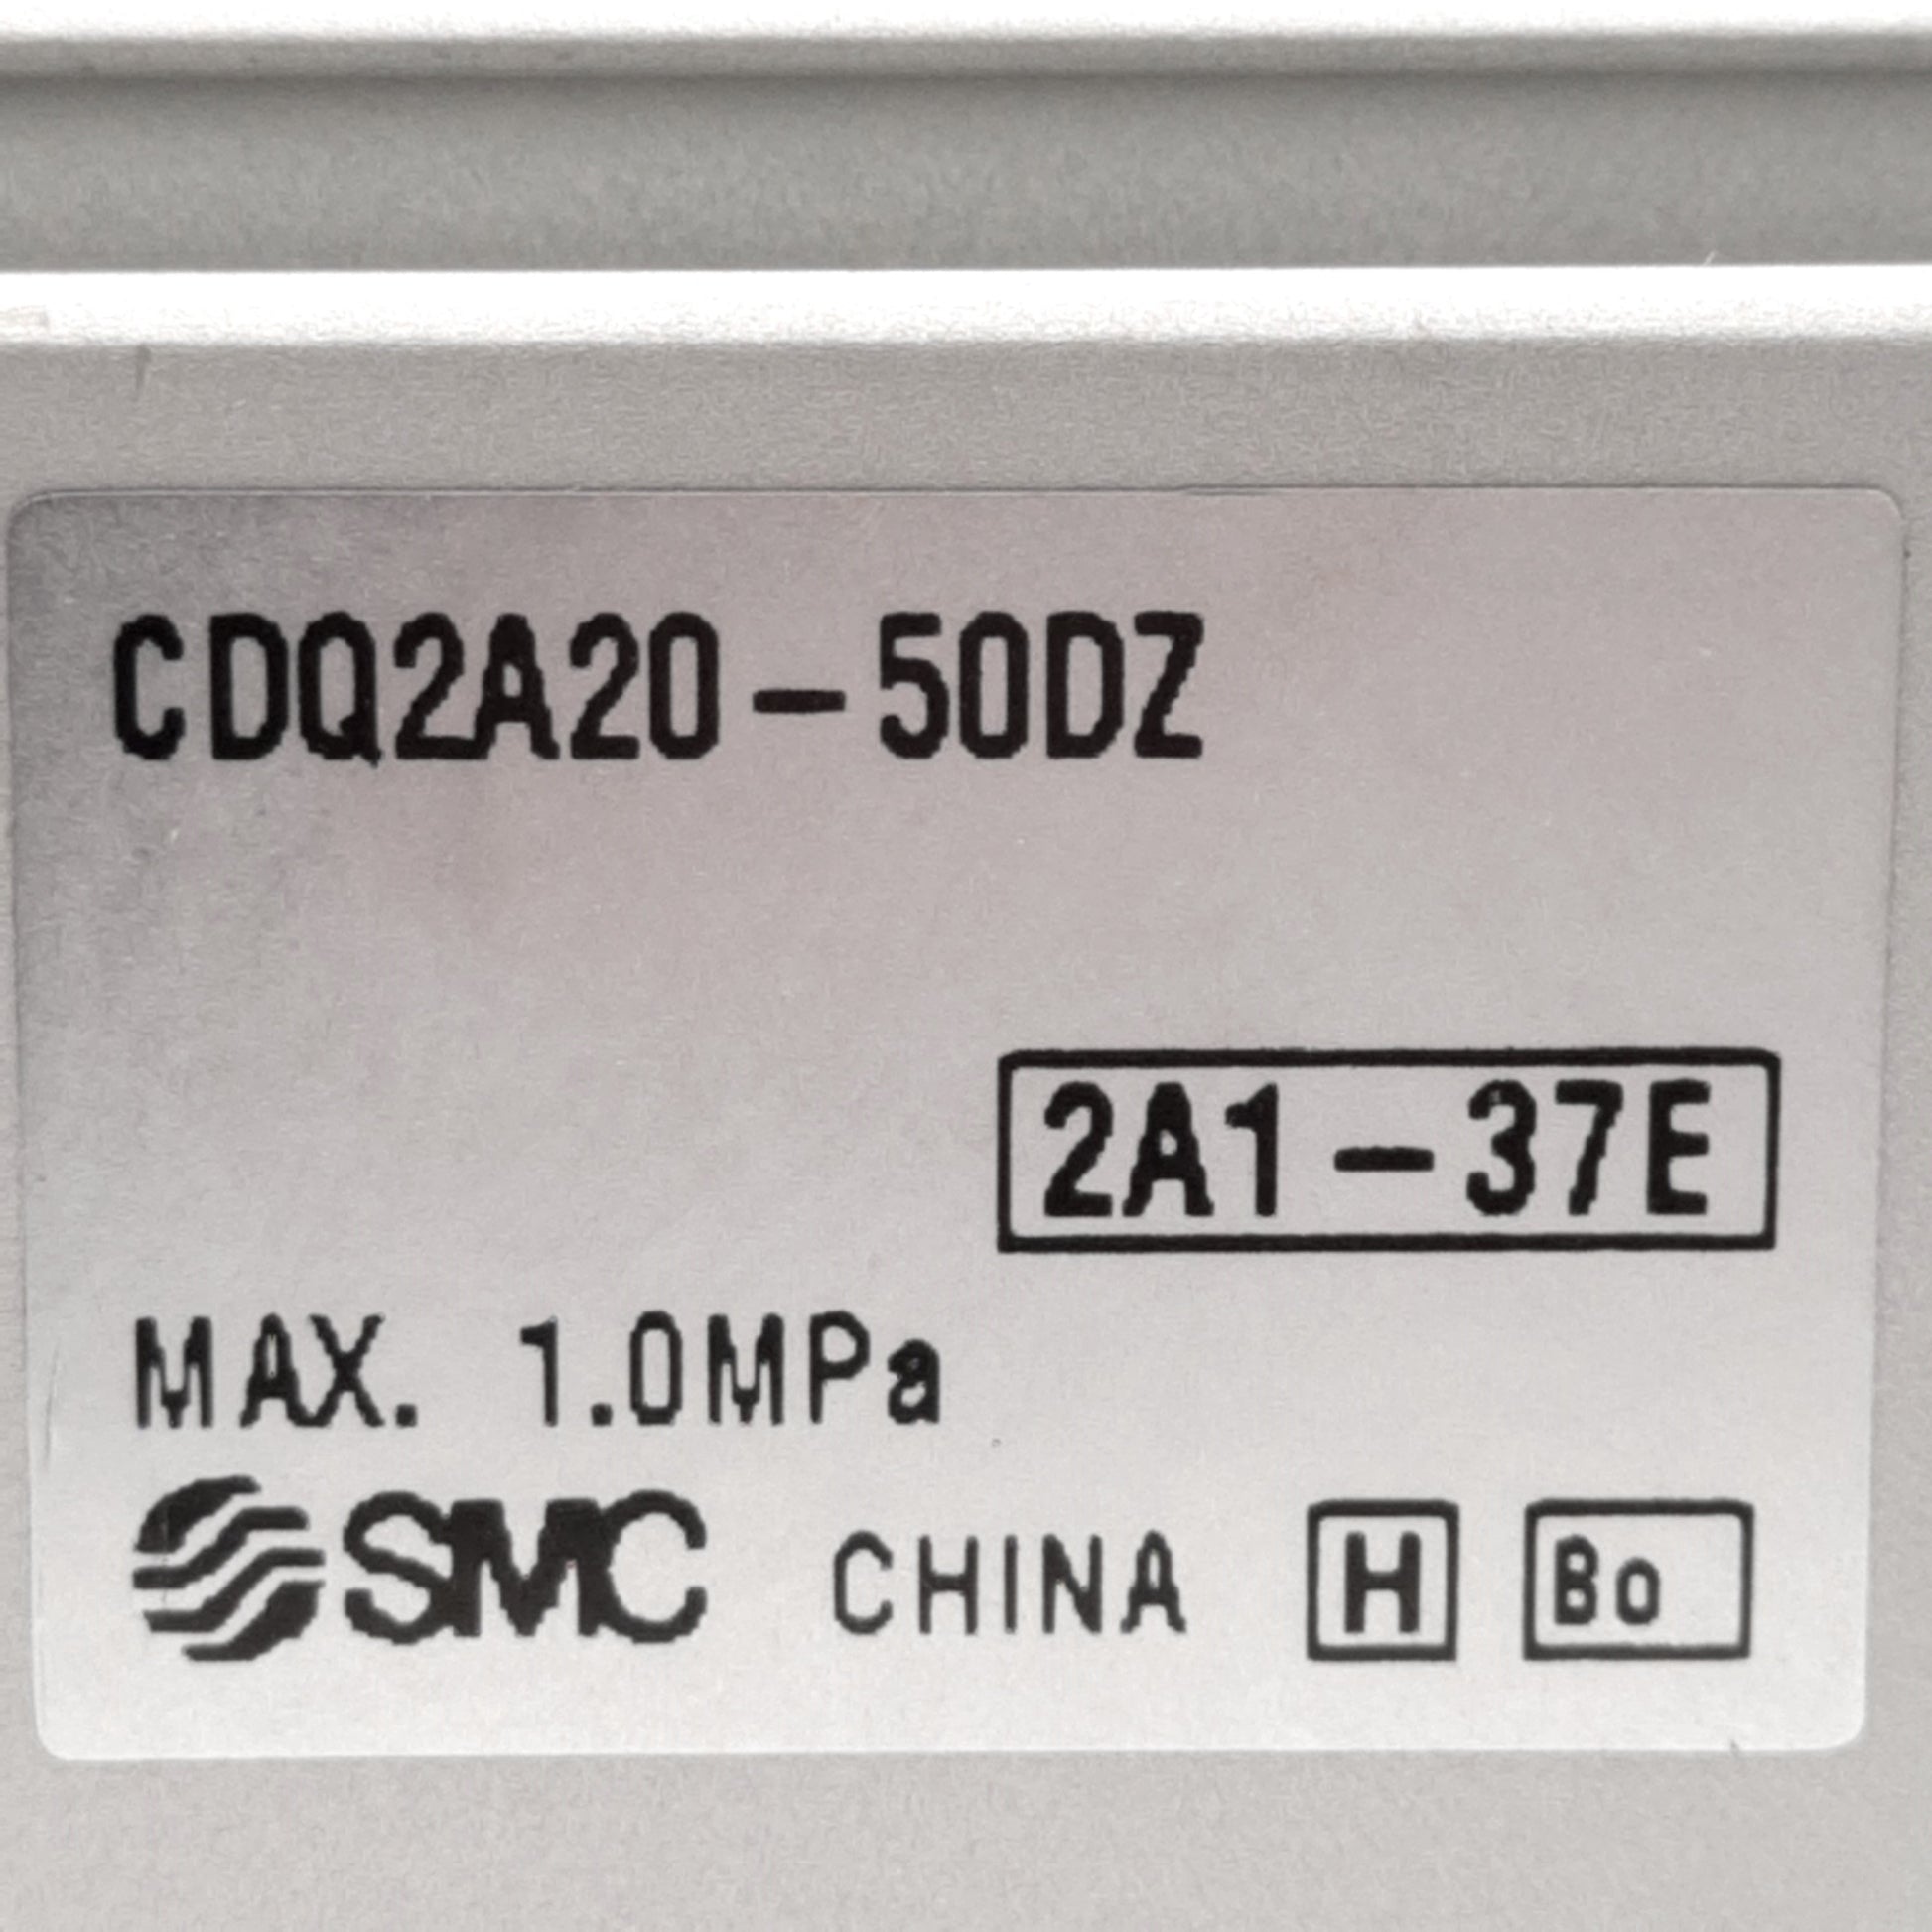 CDQ2A20-50DZ
2A1-37E
MAX. 1.0MPa
SMC CHINA H Bo